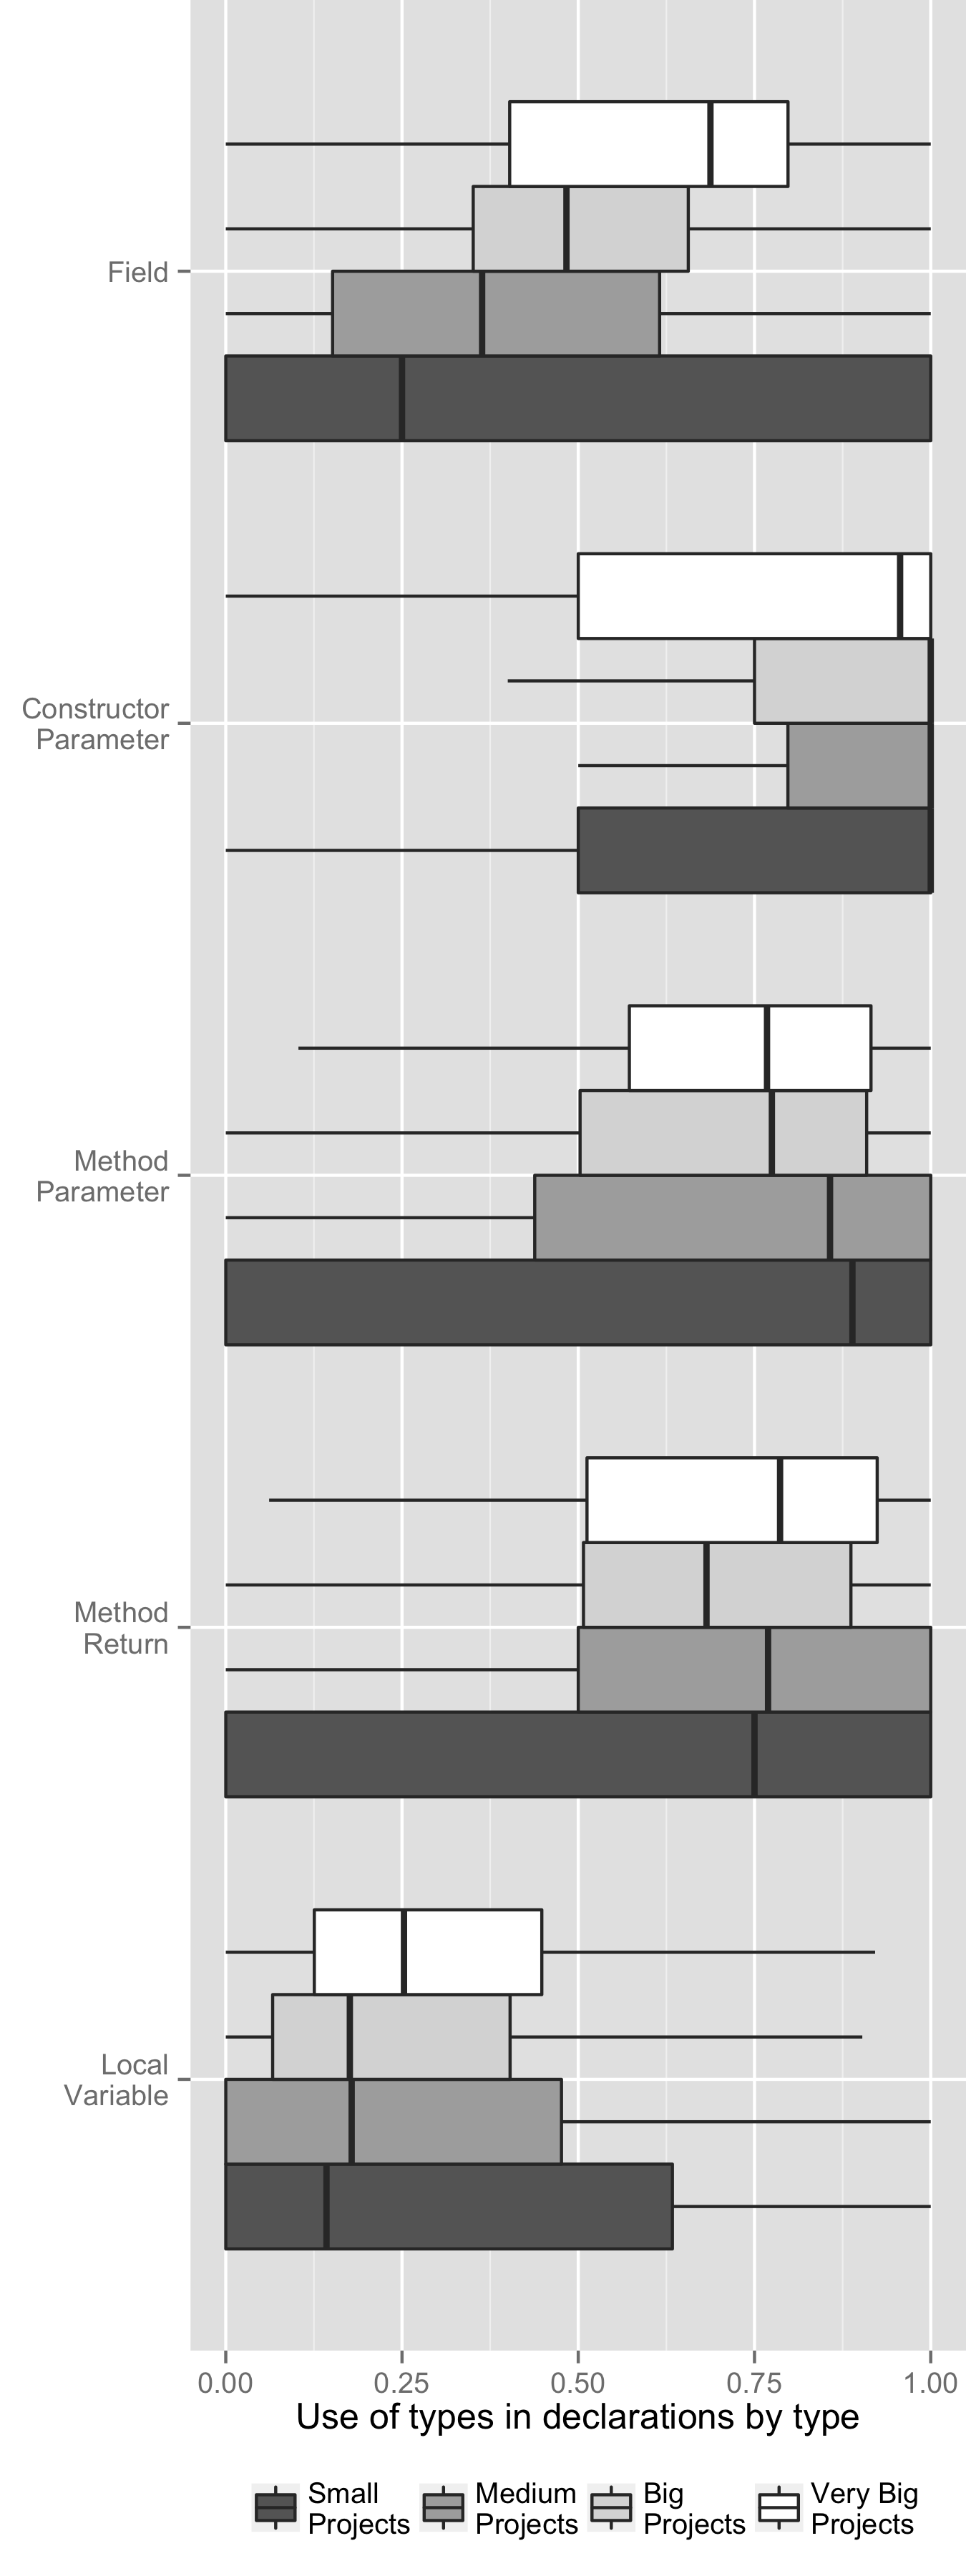 Field
Constructor
Parameter
Method
Parameter
Method
Return
Local
Variable
0.00 0.25 0.50 0.75 1.00
Use of types in declarations by type
Small Projects
Medium Projects
Big Projects
Very Big Projects